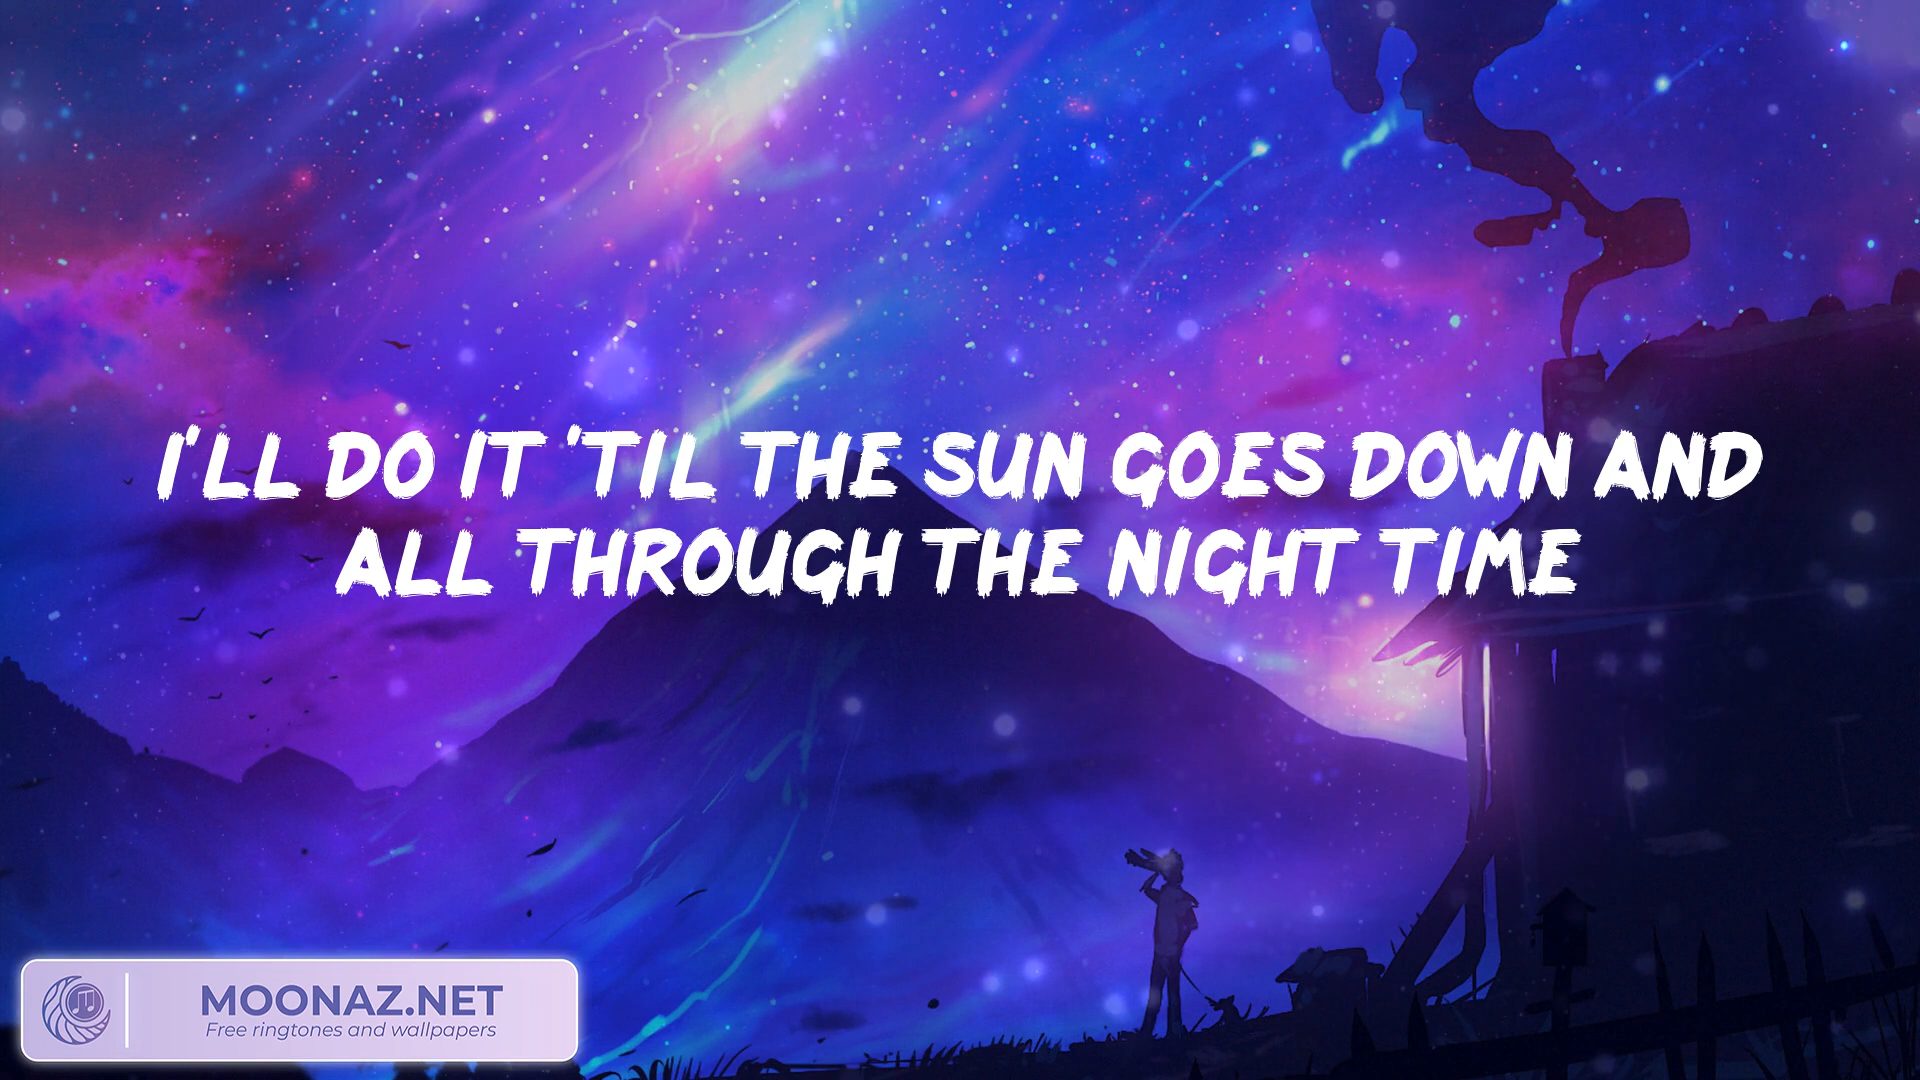 I'LL DO IT 'TIL THE SUN GOES DOWN AND
ALL THROUGH THE NIGHT TIME
MOONAZ.NET
Free ringtones and wallpapers